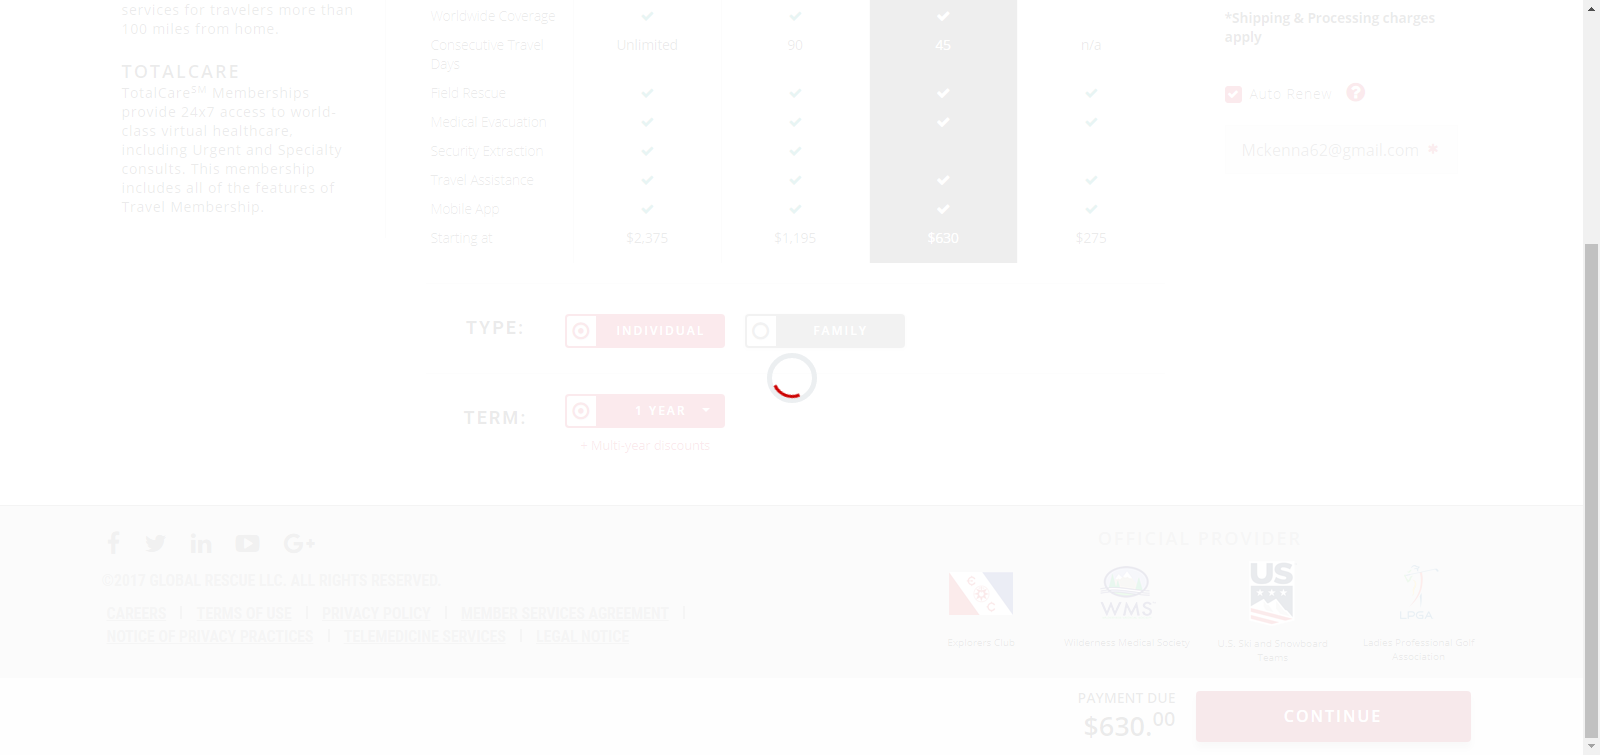 services for travelers more than
100 miles from home.
TOTALCARE
TotalCareSM Memberships
provide 24x7 access to world-
class virtual healthcare,
including Urgent and Specialty
consults. This membership
includes all of the features of
Travel Membership.
Worldwide Coverage
Consecutive Travel Unlimited 90 45 n/a
Days
Field Rescue
Medical Evacuation
Security Extraction
Travel Assistance
Mobile App
Starting at $2,375 $1,195 $630 $275
*Shipping & Processing charges
apply
Auto Renew ?
Mckenna62@gmail.com *
TYPE: INDIVIDUAL FAMILY
TERM: 1 YEAR
- Multi-year discounts
©2017 GLOBAL RESCUE LLC. ALL RIGHTS RESERVED.
CAREERS | TERMS OF USE | PRIVACY POLICY | MEMBER SERVICES AGREEMENT |
NOTICE OF PRIVACY PRACTICES | TELEMEDICINE SERVICES | LEGAL NOTICE
OFFICIAL PROVIDER
WMS
US
LPGA
Explorers Club
Wilderness Medical Society
U.S. Ski and Snowboard
Teams
Ladies Professional Golf
Association
PAYMENT DUE
$630.00
CONTINUE